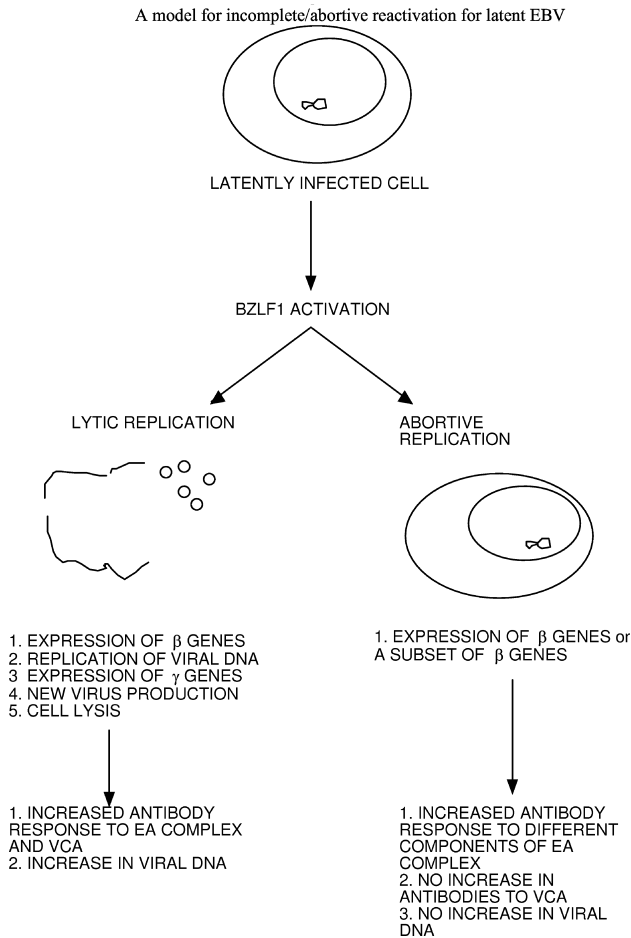 A model for incomplete/abortive reactivation for latent EBV
LATENTLY INFECTED CELL
BZLF1 ACTIVATION
LYTIC REPLICATION
ABORTIVE
REPLICATION
1. EXPRESSION OF β GENES
2. REPLICATION OF VIRAL DNA
3 EXPRESSION OF γ GENES
4. NEW VIRUS PRODUCTION
5. CELL LYSIS
1. EXPRESSION OF β GENES or
A SUBSET OF β GENES
1. INCREASED ANTIBODY
RESPONSE TO EA COMPLEX
AND VCA
2. INCREASE IN VIRAL DNA
1. INCREASED ANTIBODY
RESPONSE TO DIFFERENT
COMPONENTS OF EA
COMPLEX
2. NO INCREASE IN
ANTIBODIES TO VCA
3. NO INCREASE IN VIRAL
DNA